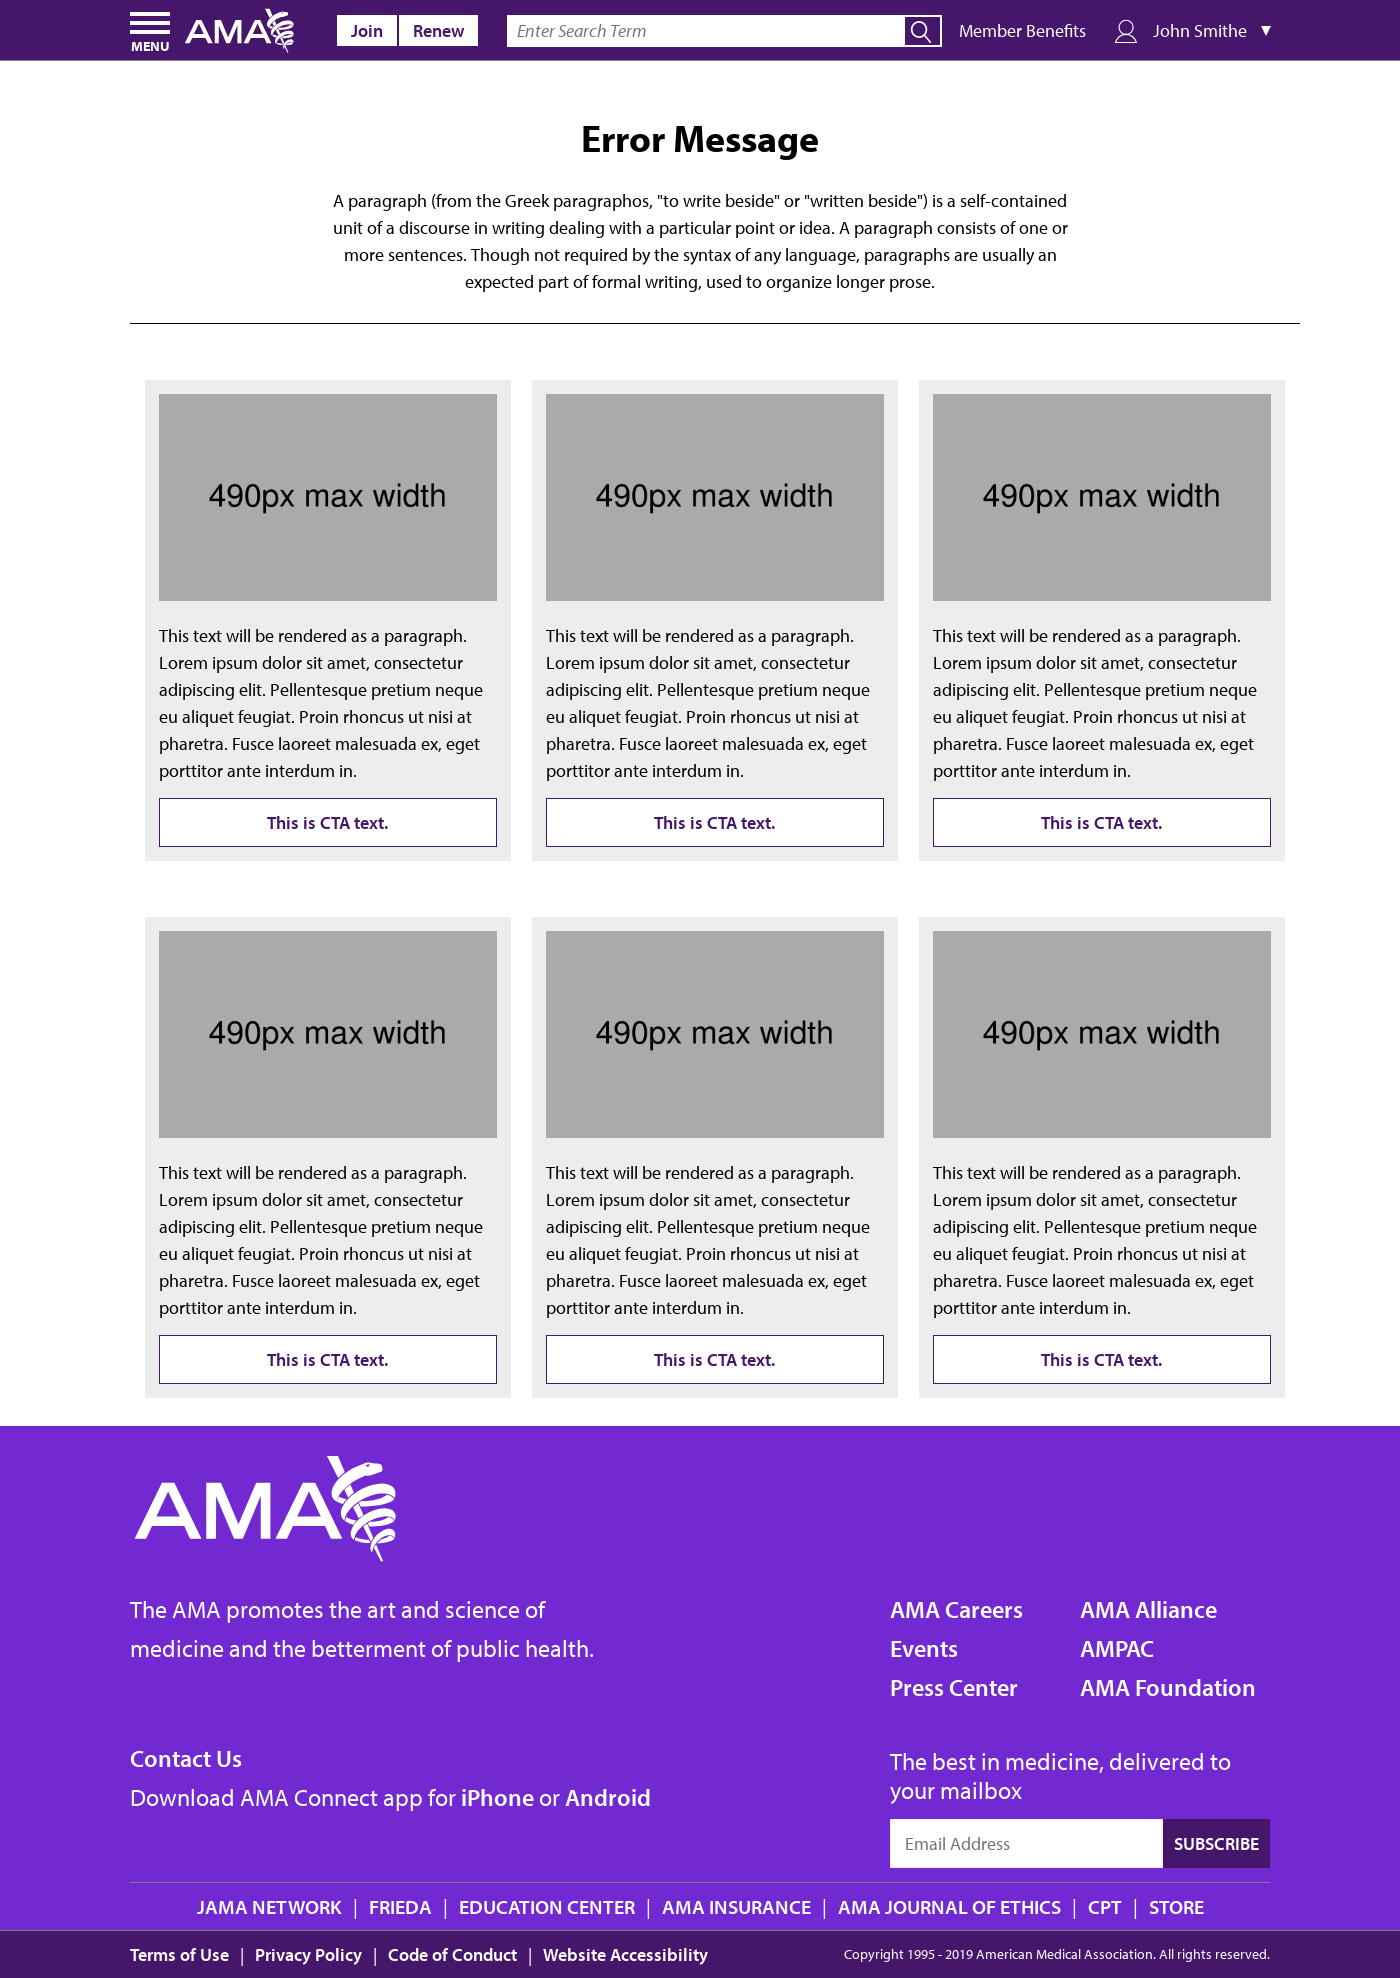 MENU AMA Join Renew Enter Search Term Member Benefits John Smithe ▼
Error Message
A paragraph (from the Greek paragraphos, "to write beside" or "written beside") is a self-contained
unit of a discourse in writing dealing with a particular point or idea. A paragraph consists of one or
more sentences. Though not required by the syntax of any language, paragraphs are usually an
expected part of formal writing, used to organize longer prose.
490px max width
This text will be rendered as a paragraph.
Lorem ipsum dolor sit amet, consectetur
adipiscing elit. Pellentesque pretium neque
eu aliquet feugiat. Proin rhoncus ut nisi at
pharetra. Fusce laoreet malesuada ex, eget
porttitor ante interdum in.
This is CTA text.
490px max width
This text will be rendered as a paragraph.
Lorem ipsum dolor sit amet, consectetur
adipiscing elit. Pellentesque pretium neque
eu aliquet feugiat. Proin rhoncus ut nisi at
pharetra. Fusce laoreet malesuada ex, eget
porttitor ante interdum in.
This is CTA text.
490px max width
This text will be rendered as a paragraph.
Lorem ipsum dolor sit amet, consectetur
adipiscing elit. Pellentesque pretium neque
eu aliquet feugiat. Proin rhoncus ut nisi at
pharetra. Fusce laoreet malesuada ex, eget
porttitor ante interdum in.
This is CTA text.
490px max width
This text will be rendered as a paragraph.
Lorem ipsum dolor sit amet, consectetur
adipiscing elit. Pellentesque pretium neque
eu aliquet feugiat. Proin rhoncus ut nisi at
pharetra. Fusce laoreet malesuada ex, eget
porttitor ante interdum in.
This is CTA text.
490px max width
This text will be rendered as a paragraph.
Lorem ipsum dolor sit amet, consectetur
adipiscing elit. Pellentesque pretium neque
eu aliquet feugiat. Proin rhoncus ut nisi at
pharetra. Fusce laoreet malesuada ex, eget
porttitor ante interdum in.
This is CTA text.
490px max width
This text will be rendered as a paragraph.
Lorem ipsum dolor sit amet, consectetur
adipiscing elit. Pellentesque pretium neque
eu aliquet feugiat. Proin rhoncus ut nisi at
pharetra. Fusce laoreet malesuada ex, eget
porttitor ante interdum in.
This is CTA text.
AMA
The AMA promotes the art and science of
medicine and the betterment of public health.
AMA Careers
Events
Press Center
AMA Alliance
AMPAC
AMA Foundation
Contact Us
Download AMA Connect app for iPhone or Android
The best in medicine, delivered to
your mailbox
Email Address SUBSCRIBE
JAMA NETWORK | FRIEDA | EDUCATION CENTER | AMA INSURANCE | AMA JOURNAL OF ETHICS | CPT | STORE
Terms of Use | Privacy Policy | Code of Conduct | Website Accessibility
Copyright 1995 - 2019 American Medical Association. All rights reserved.